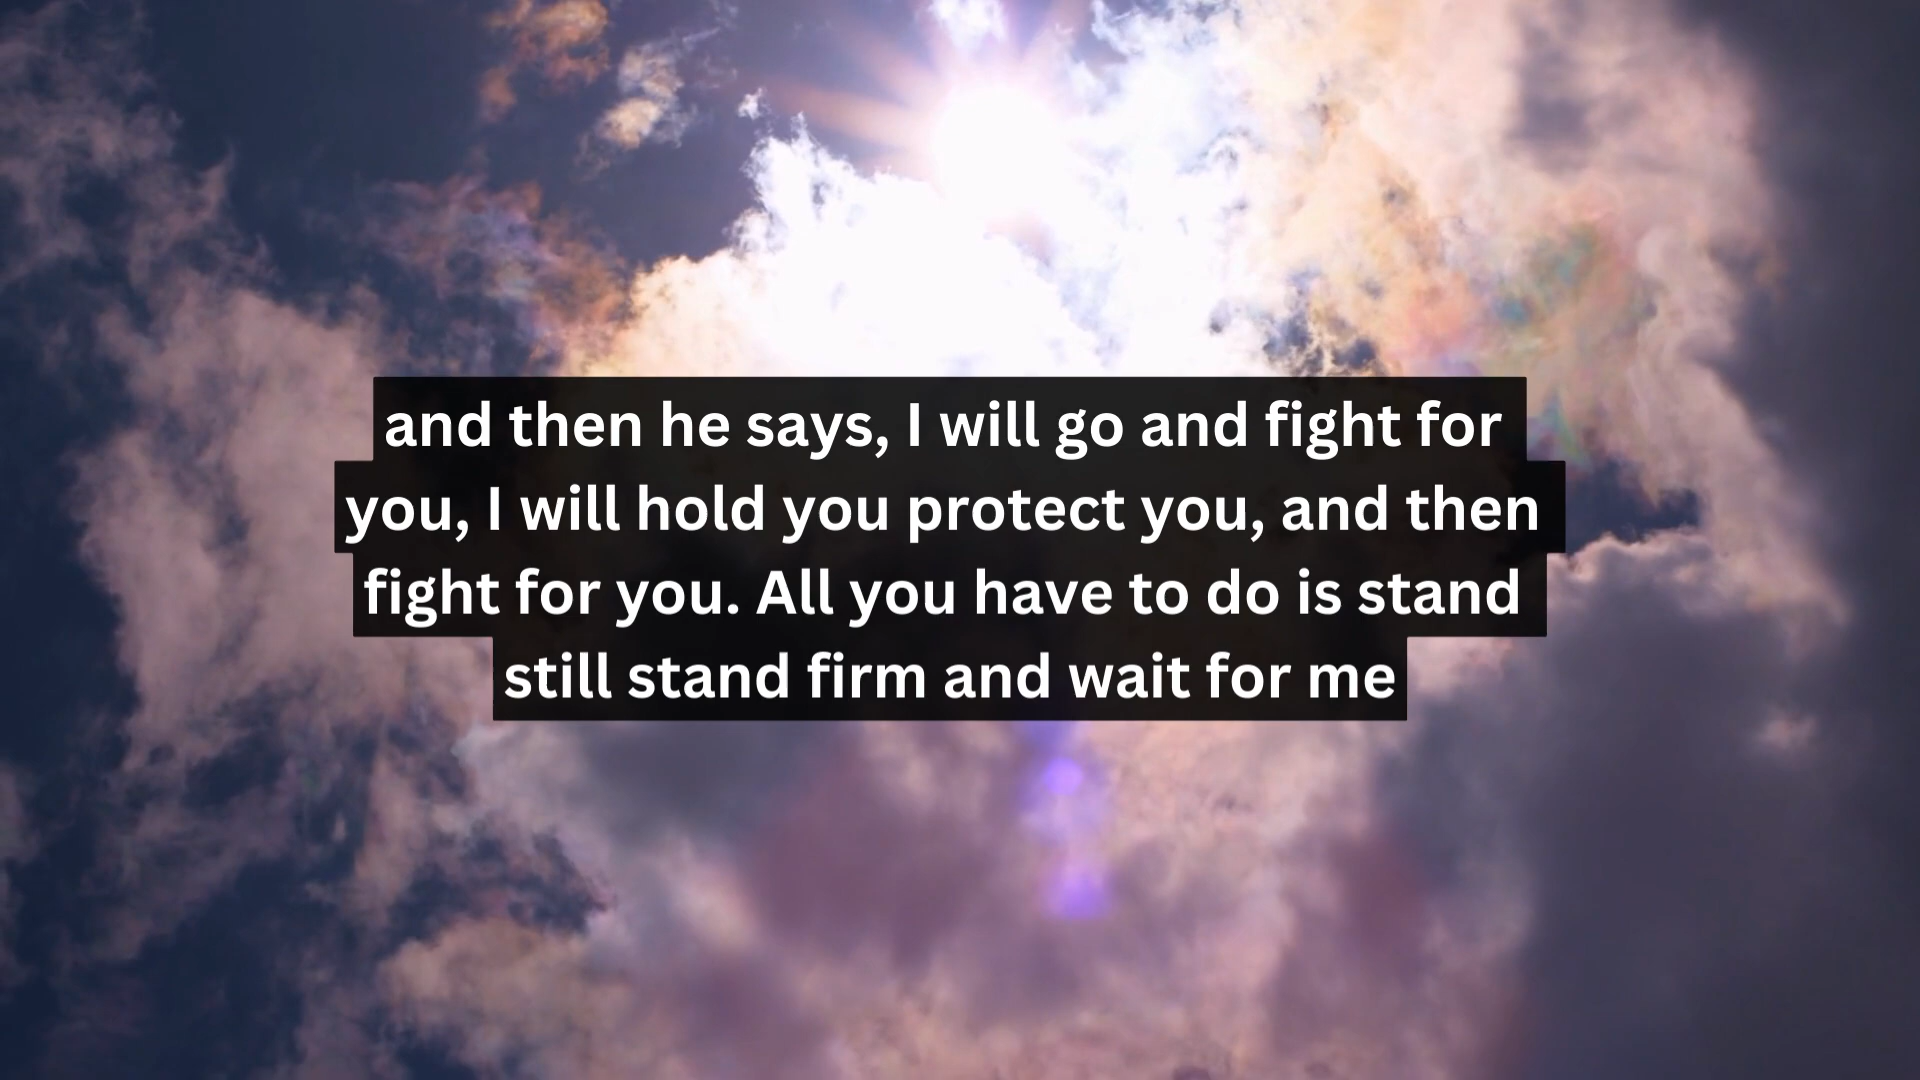 and then he says, I will go and fight for
you, I will hold you protect you, and then
fight for you. All you have to do is stand
still stand firm and wait for me